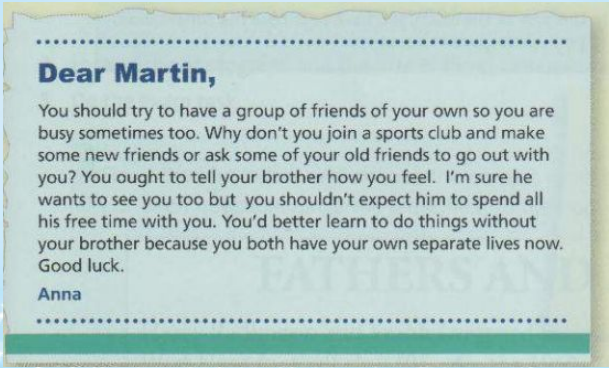 Dear Martin,
You should try to have a group of friends of your own so you are
busy sometimes too. Why don't you join a sports club and make
some new friends or ask some of your old friends to go out with
you? You ought to tell your brother how you feel. I'm sure he
wants to see you too but you shouldn't expect him to spend all
his free time with you. You'd better learn to do things without
your brother because you both have your own separate lives now.
Good luck.
Anna
FATHERS AND